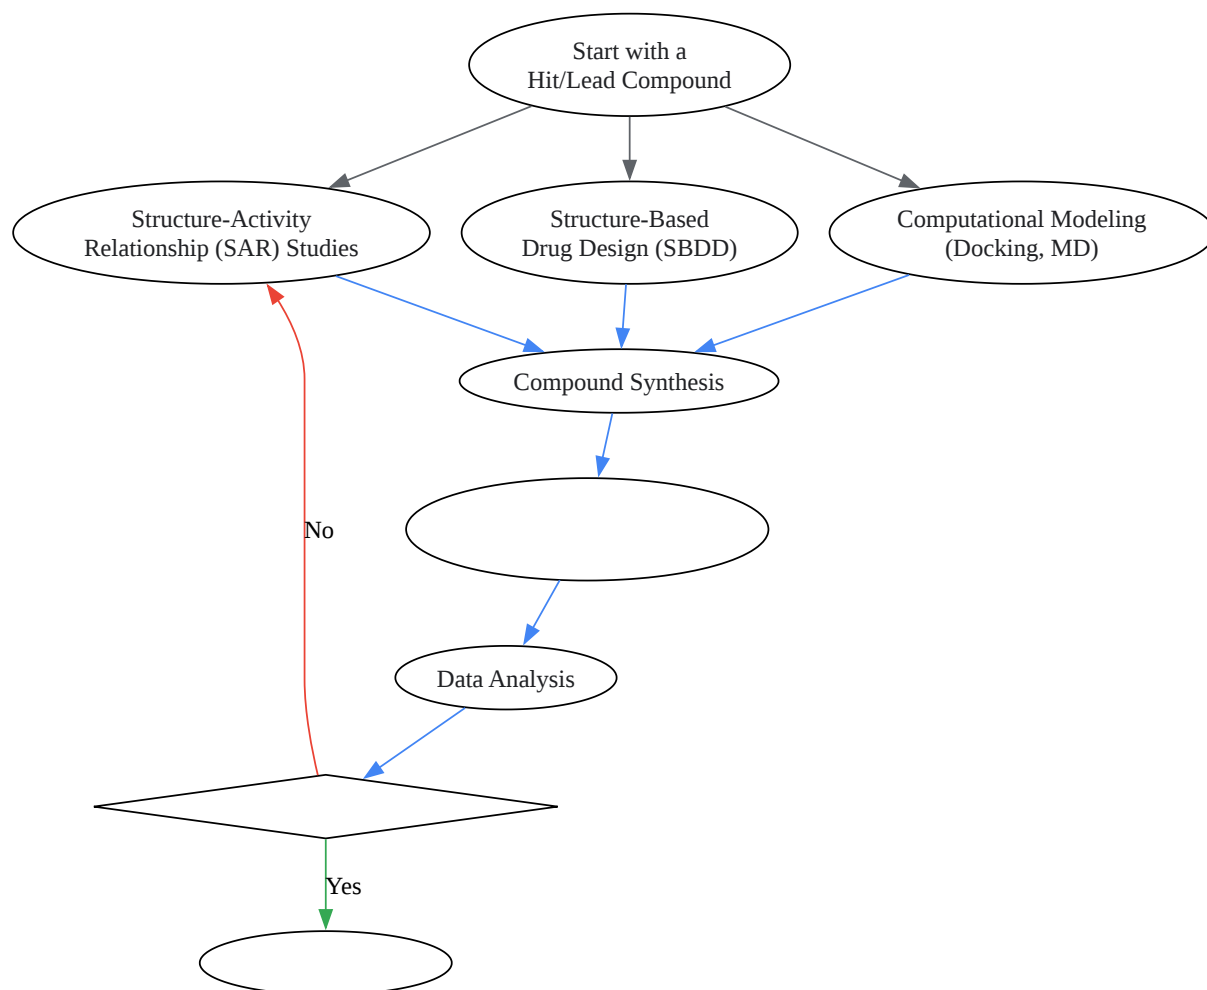 Start with a
Hit/Lead Compound
Structure-Activity
Relationship (SAR) Studies
Structure-Based
Drug Design (SBDD)
Computational Modeling
(Docking, MD)
Compound Synthesis
No
Data Analysis
Yes